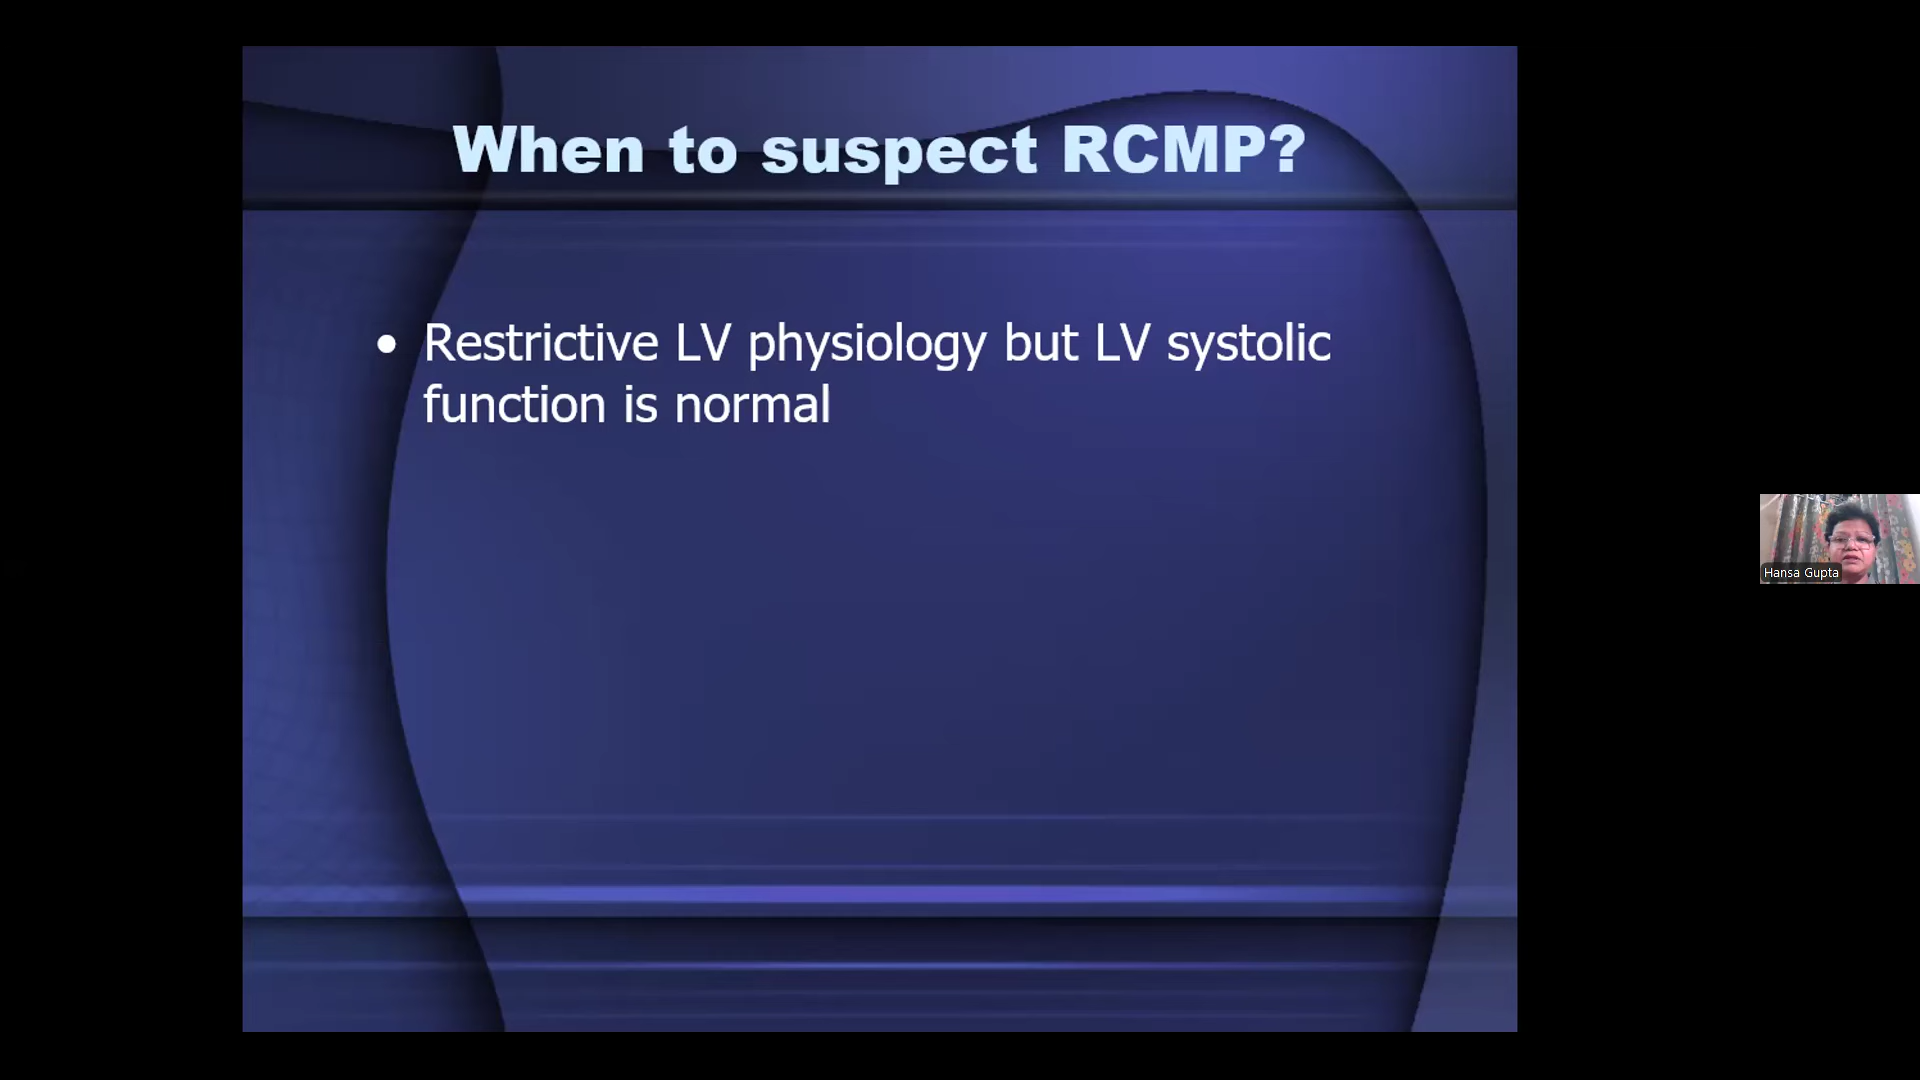 When to suspect RCMP?
• Restrictive LV physiology but LV systolic
function is normal
Hansa Gupta